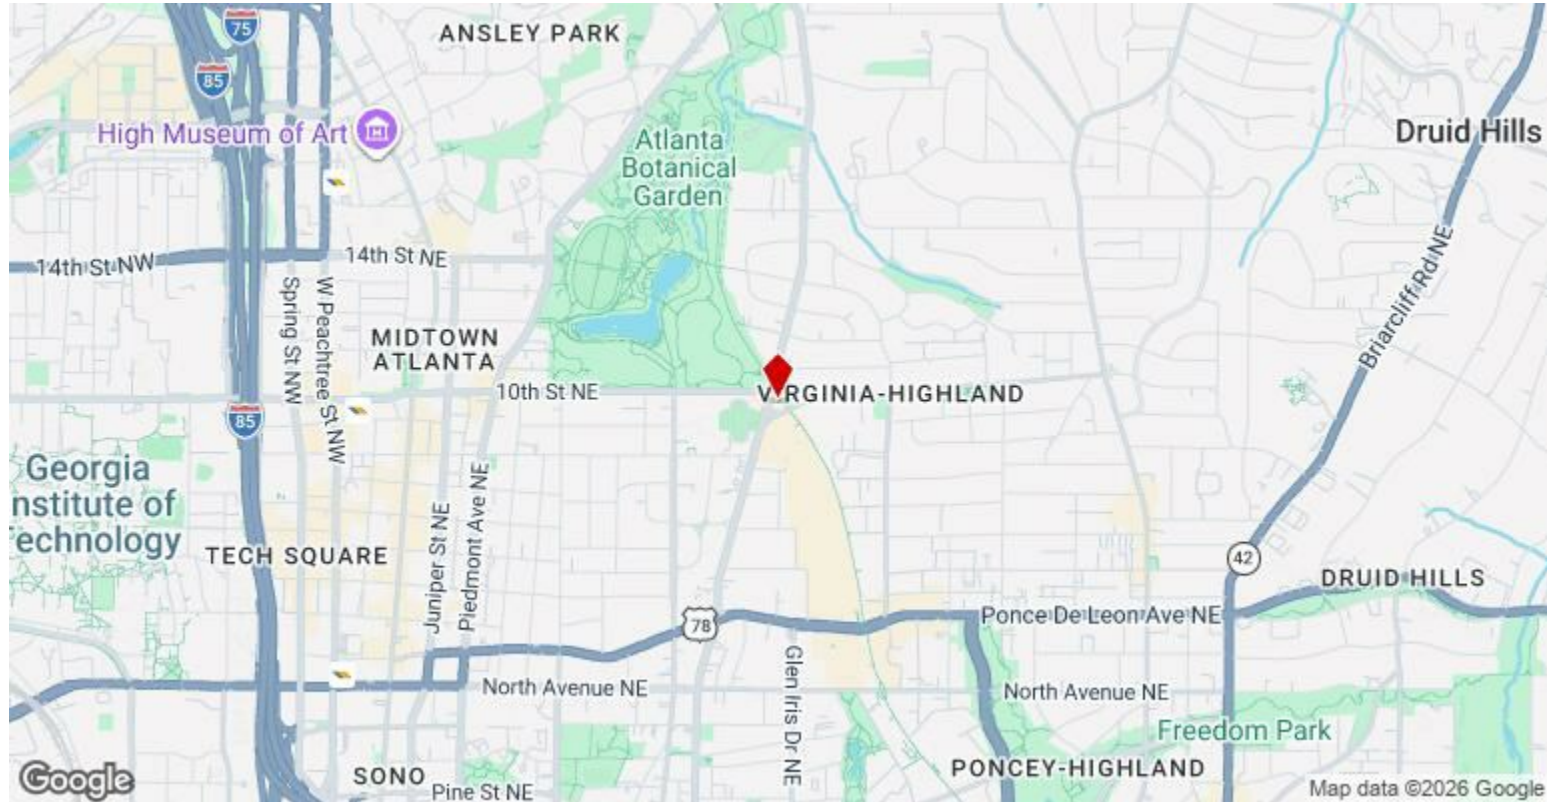 75
ANSLEY PARK
85
High Museum of Art
Atlanta
Botanical
Garden
Druid Hills
14th St NW
14th St NE
Spring St NW
W Peachtree St NW
MIDTOWN
ATLANTA
10th St NE
VIRGINIA-HIGHLAND
Briarcliff Rd NE
85
Georgia
nstitute of
echnology
TECH SQUARE
Juniper St NE
Piedmont Ave NE
42
DRUID HILLS
78
Ponce De Leon Ave NE
Glen Iris Dr NE
North Avenue NE
North Avenue NE
Freedom Park
SONO
Pine St NE
PONCEY-HIGHLAND
Google
Map data ©2026 Google